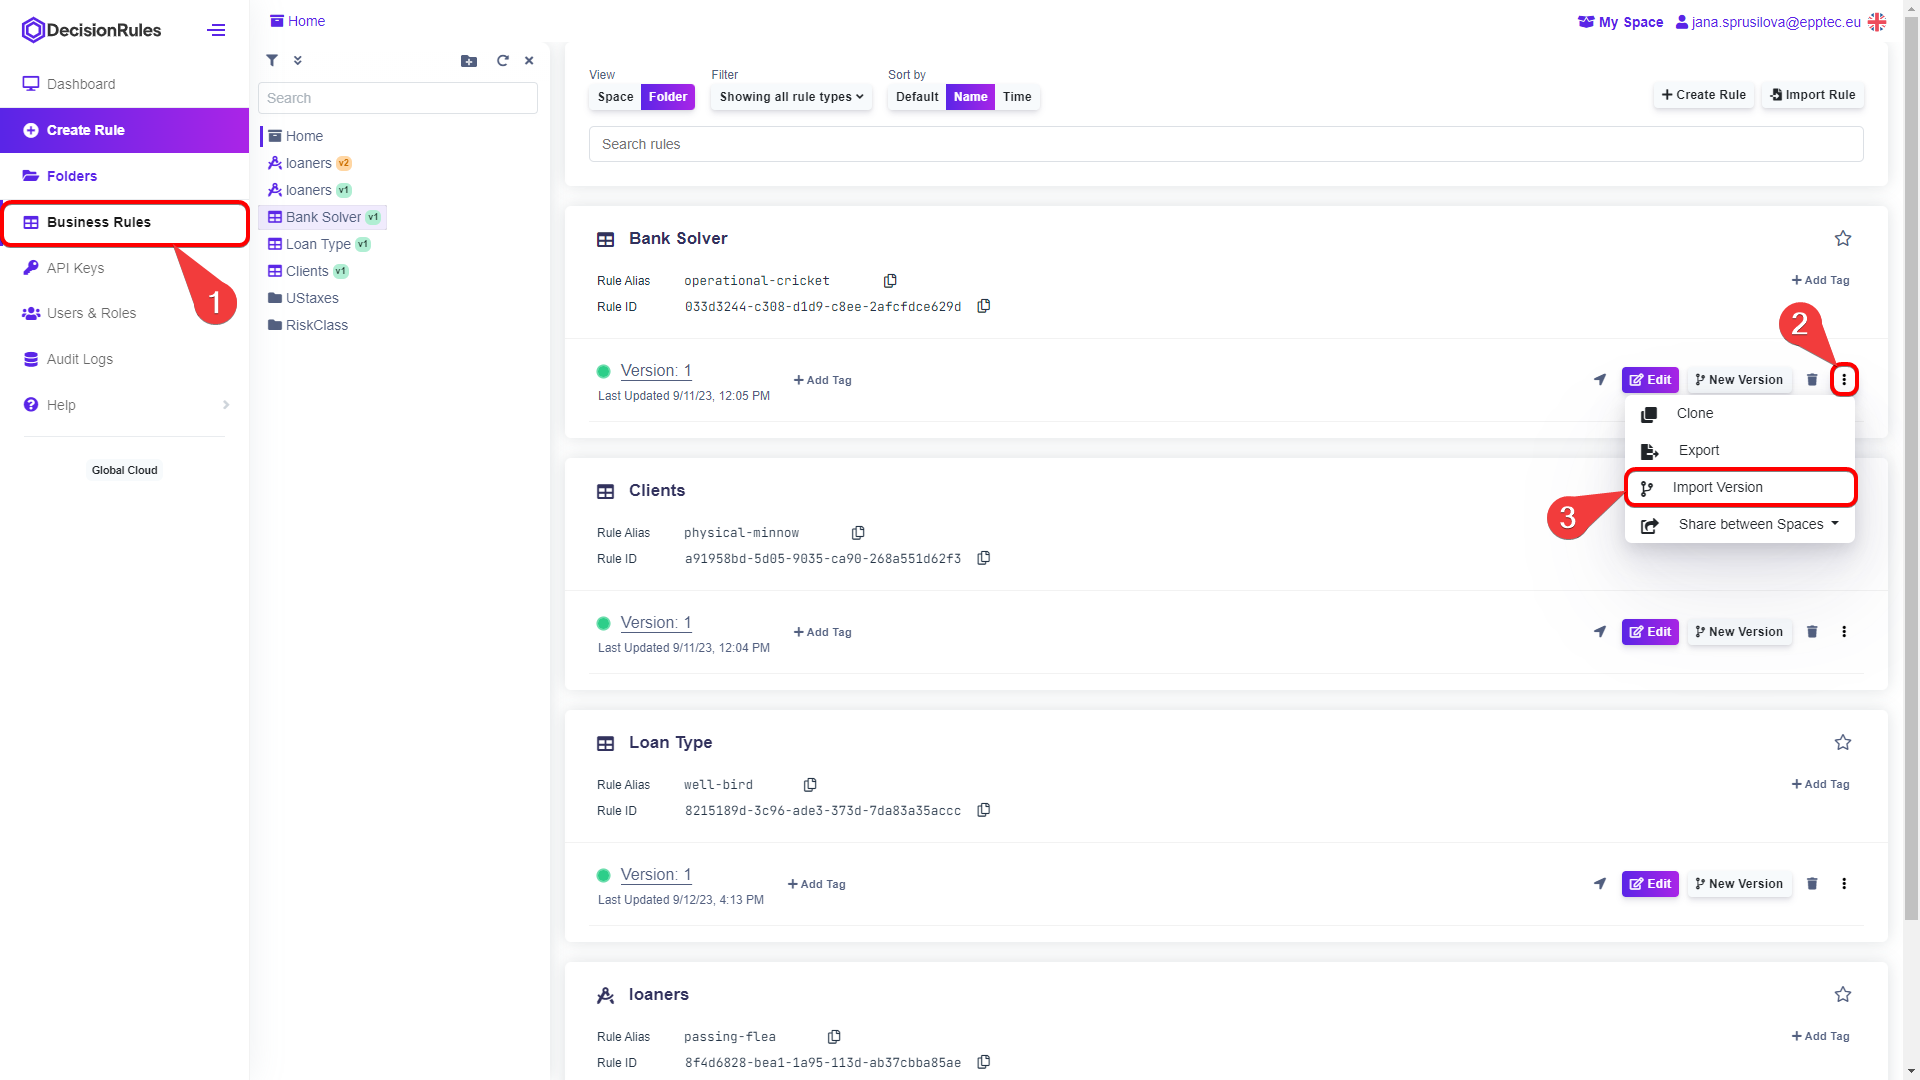 DecisionRules
Dashboard
Create Rule
Folders
Business Rules
1
API Keys
Users & Roles
Audit Logs
Help
Global Cloud
Home
My Space
jana.sprusilova@epptec.eu
Search
Home
loaners v2
loaners v1
Bank Solver v1
Loan Type v1
Clients v1
UStaxes
RiskClass
View
Filter
Sort by
Space
Folder
Showing all rule types
Default
Name
Time
+ Create Rule
Import Rule
Search rules
Bank Solver
Rule Alias
operational-cricket
+ Add Tag
Rule ID
033d3244-c308-d1d9-c8ee-2afcfdce629d
2
Version: 1
+ Add Tag
Last Updated 9/11/23, 12:05 PM
Edit
New Version
Clone
Export
Import Version
3
Share between Spaces
Clients
Rule Alias
physical-minnow
Rule ID
a91958bd-5d05-9035-ca90-268a551d62f3
Version: 1
+ Add Tag
Last Updated 9/11/23, 12:04 PM
Edit
New Version
Loan Type
Rule Alias
well-bird
+ Add Tag
Rule ID
8215189d-3c96-ade3-373d-7da83a35accc
Version: 1
+ Add Tag
Last Updated 9/12/23, 4:13 PM
Edit
New Version
loaners
Rule Alias
passing-flea
+ Add Tag
Rule ID
8f4d6828-bea1-1a95-113d-ab37cbba85ae